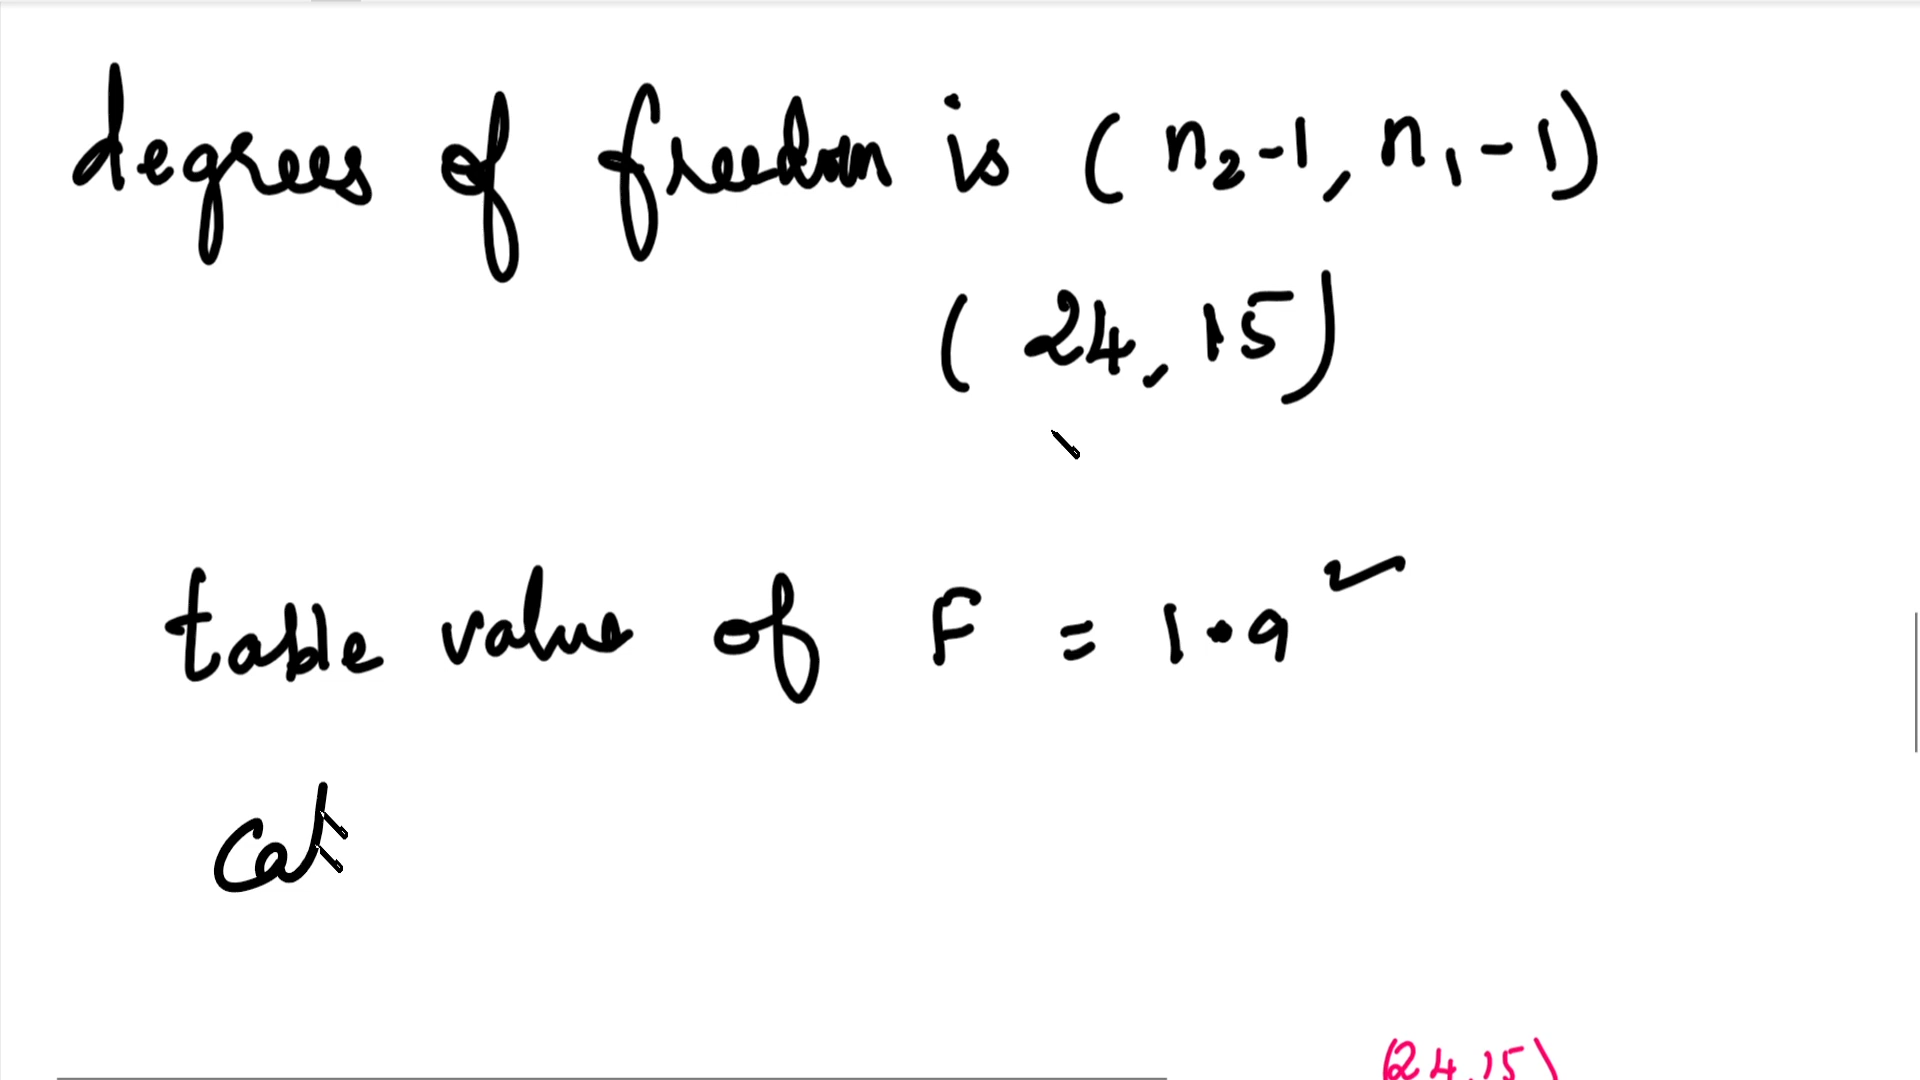 degrees of freedom is (n₂-1, n₁-1)
(24, 15)
table value of F = 1.9
Cal
(24,15)